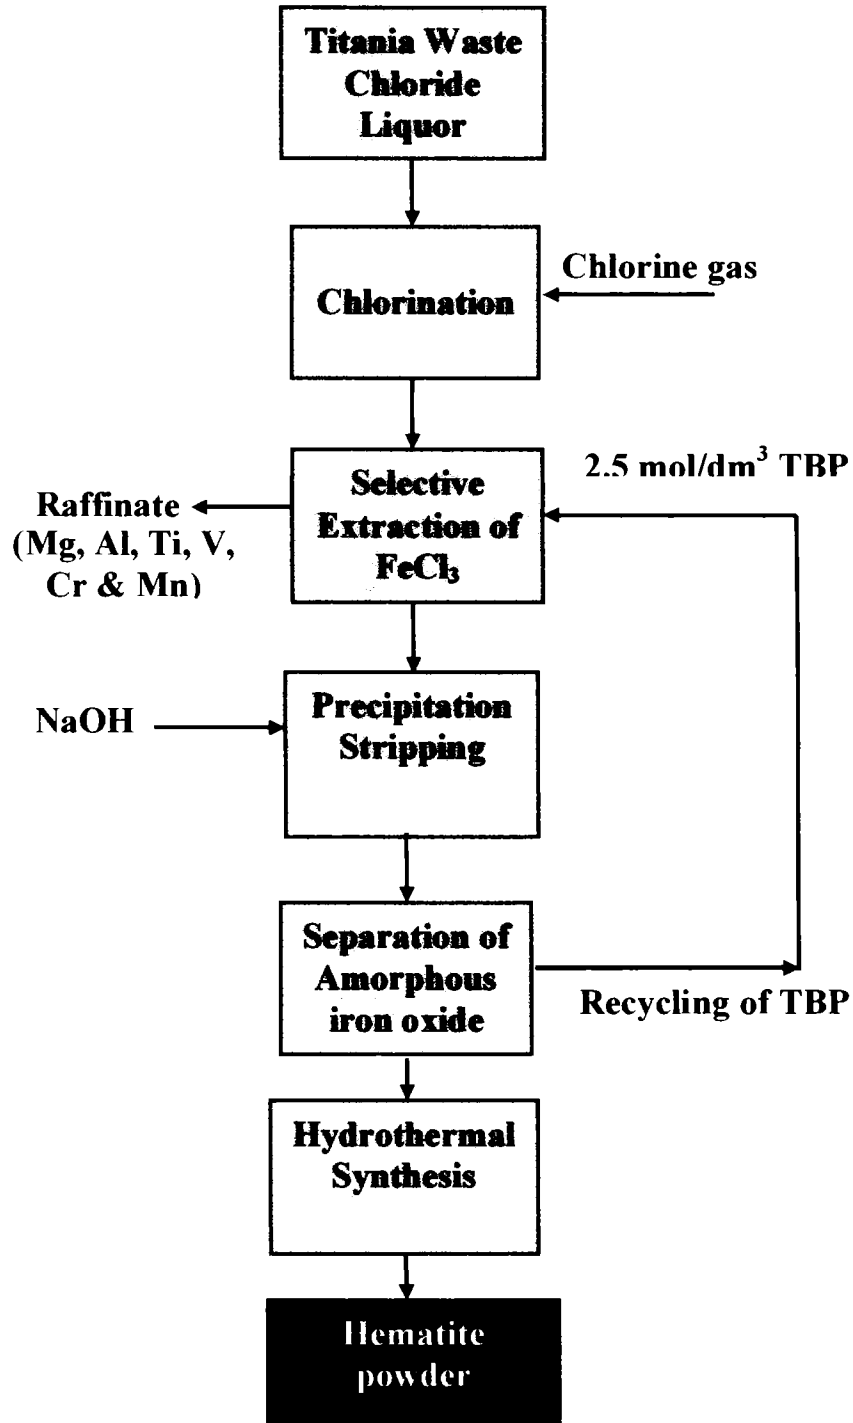 Titania Waste
Chloride
Liquor
Chlorine gas
Chlorination
2.5 mol/dm³ TBP
Selective
Extraction of
FeCl₃
Raffinate
(Mg, Al, Ti, V,
Cr & Mn)
NaOH
Precipitation
Stripping
Separation of
Amorphous
iron oxide
Recycling of TBP
Hydrothermal
Synthesis
Hematite
powder